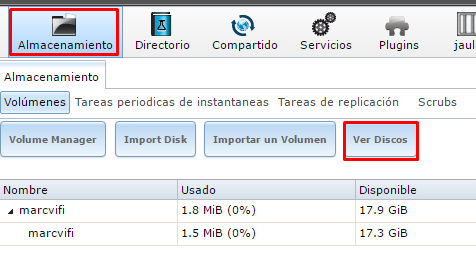 Almacenamiento Directorio Compartido Servicios Plugins jaul
Almacenamiento
Volúmenes Tareas periodicas de instantaneas Tareas de replicación Scrubs
Volume Manager Import Disk Importar un Volumen Ver Discos
Nombre Usado Disponible
marcvifi 1.8 MiB (0%) 17.9 GiB
marcvifi 1.5 MiB (0%) 17.3 GiB